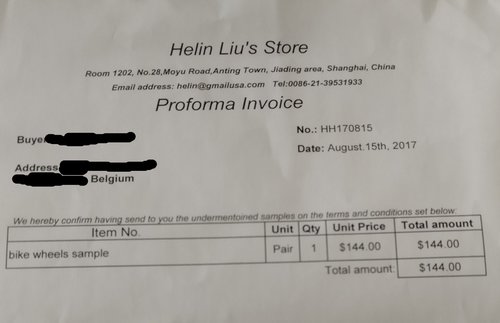 Helin Liu's Store
Room 1202, No.28,Moyu Road,Anting Town, Jiading area, Shanghai, China
Email address: helin@gmailusa.com Tel:0086-21-39531933
Proforma Invoice
No.: HH170815
Buye
Date: August.15th, 2017
Address
Belgium
We hereby confirm having send to you the undermentoined samples on the terms and conditions set below:
Item No. Unit Qty Unit Price Total amount
bike wheels sample Pair 1 $144.00 $144.00
Total amount: $144.00